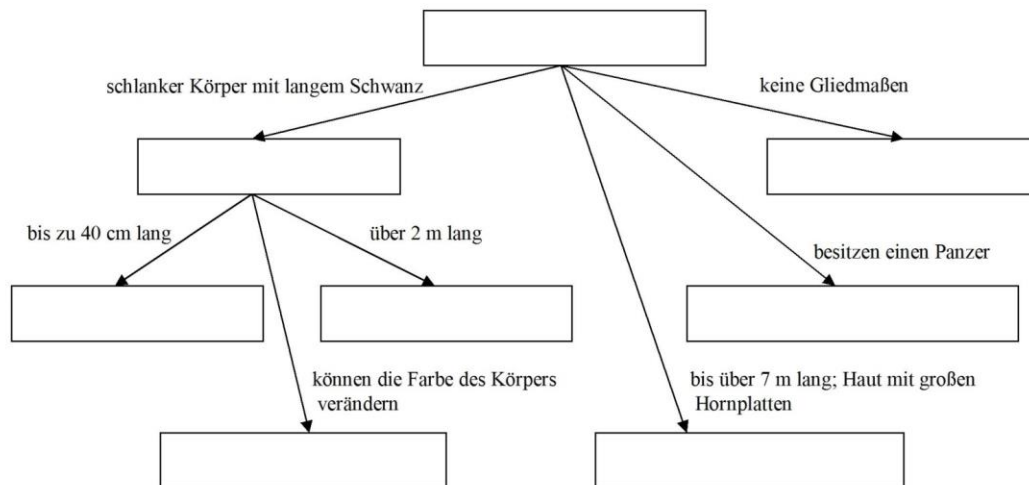 schlanker Körper mit langem Schwanz
keine Gliedmaßen
bis zu 40 cm lang
über 2 m lang
besitzen einen Panzer
können die Farbe des Körpers
verändern
bis über 7 m lang; Haut mit großen
Hornplatten